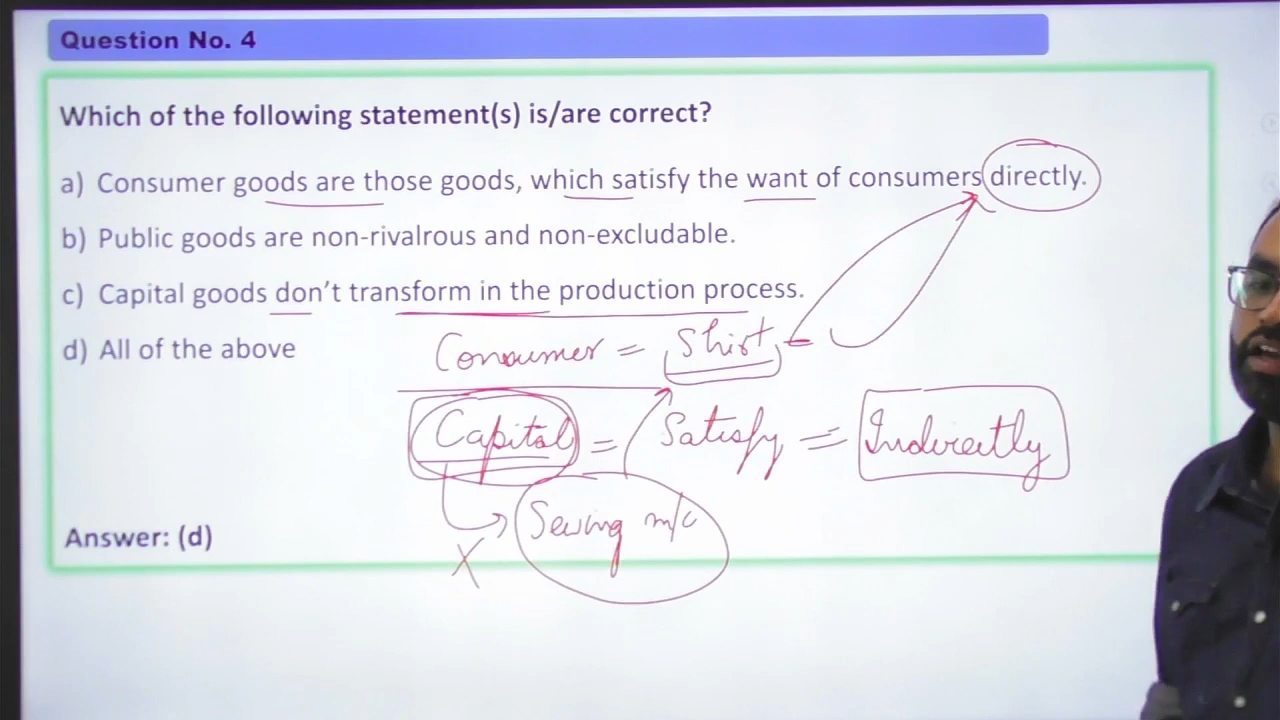 Question No. 4
Which of the following statement(s) is/are correct?
a) Consumer goods are those goods, which satisfy the want of consumers directly.
b) Public goods are non-rivalrous and non-excludable.
c) Capital goods don't transform in the production process.
d) All of the above
Consumer = Shirt
Capital = Satisfy = Indirectly
Sewing m/c
X
Answer: (d)